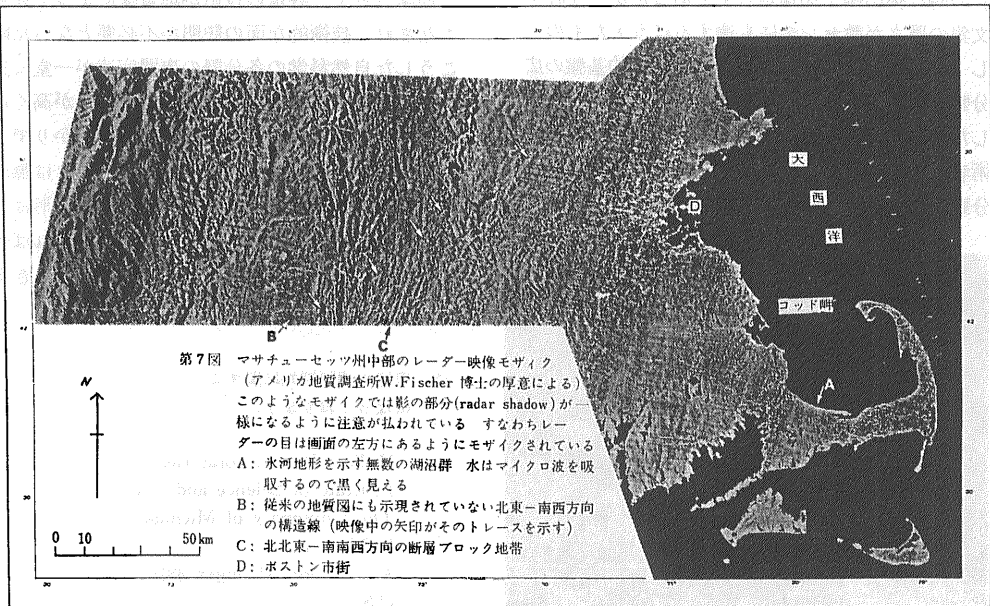 大
西
洋
D
コッド岬
A
B
C
N
0 10 50km
第7図 マサチューセッツ州中部のレーダー映像モザイク
(アメリカ地質調査所W.Fischer 博士の厚意による)
このようなモザイクでは影の部分(radar shadow)が一
様になるように注意が払われている すなわちレー
ダーの目は画面の左方にあるようにモザイクされている
A: 氷河地形を示す無数の湖沼群 水はマイクロ波を吸
収するので黒く見える
B: 従来の地質図にも示現されていない北東-南西方向
の構造線 (映像中の矢印がそのトレースを示す)
C: 北北東-南南西方向の断層ブロック地帯
D: ボストン市街